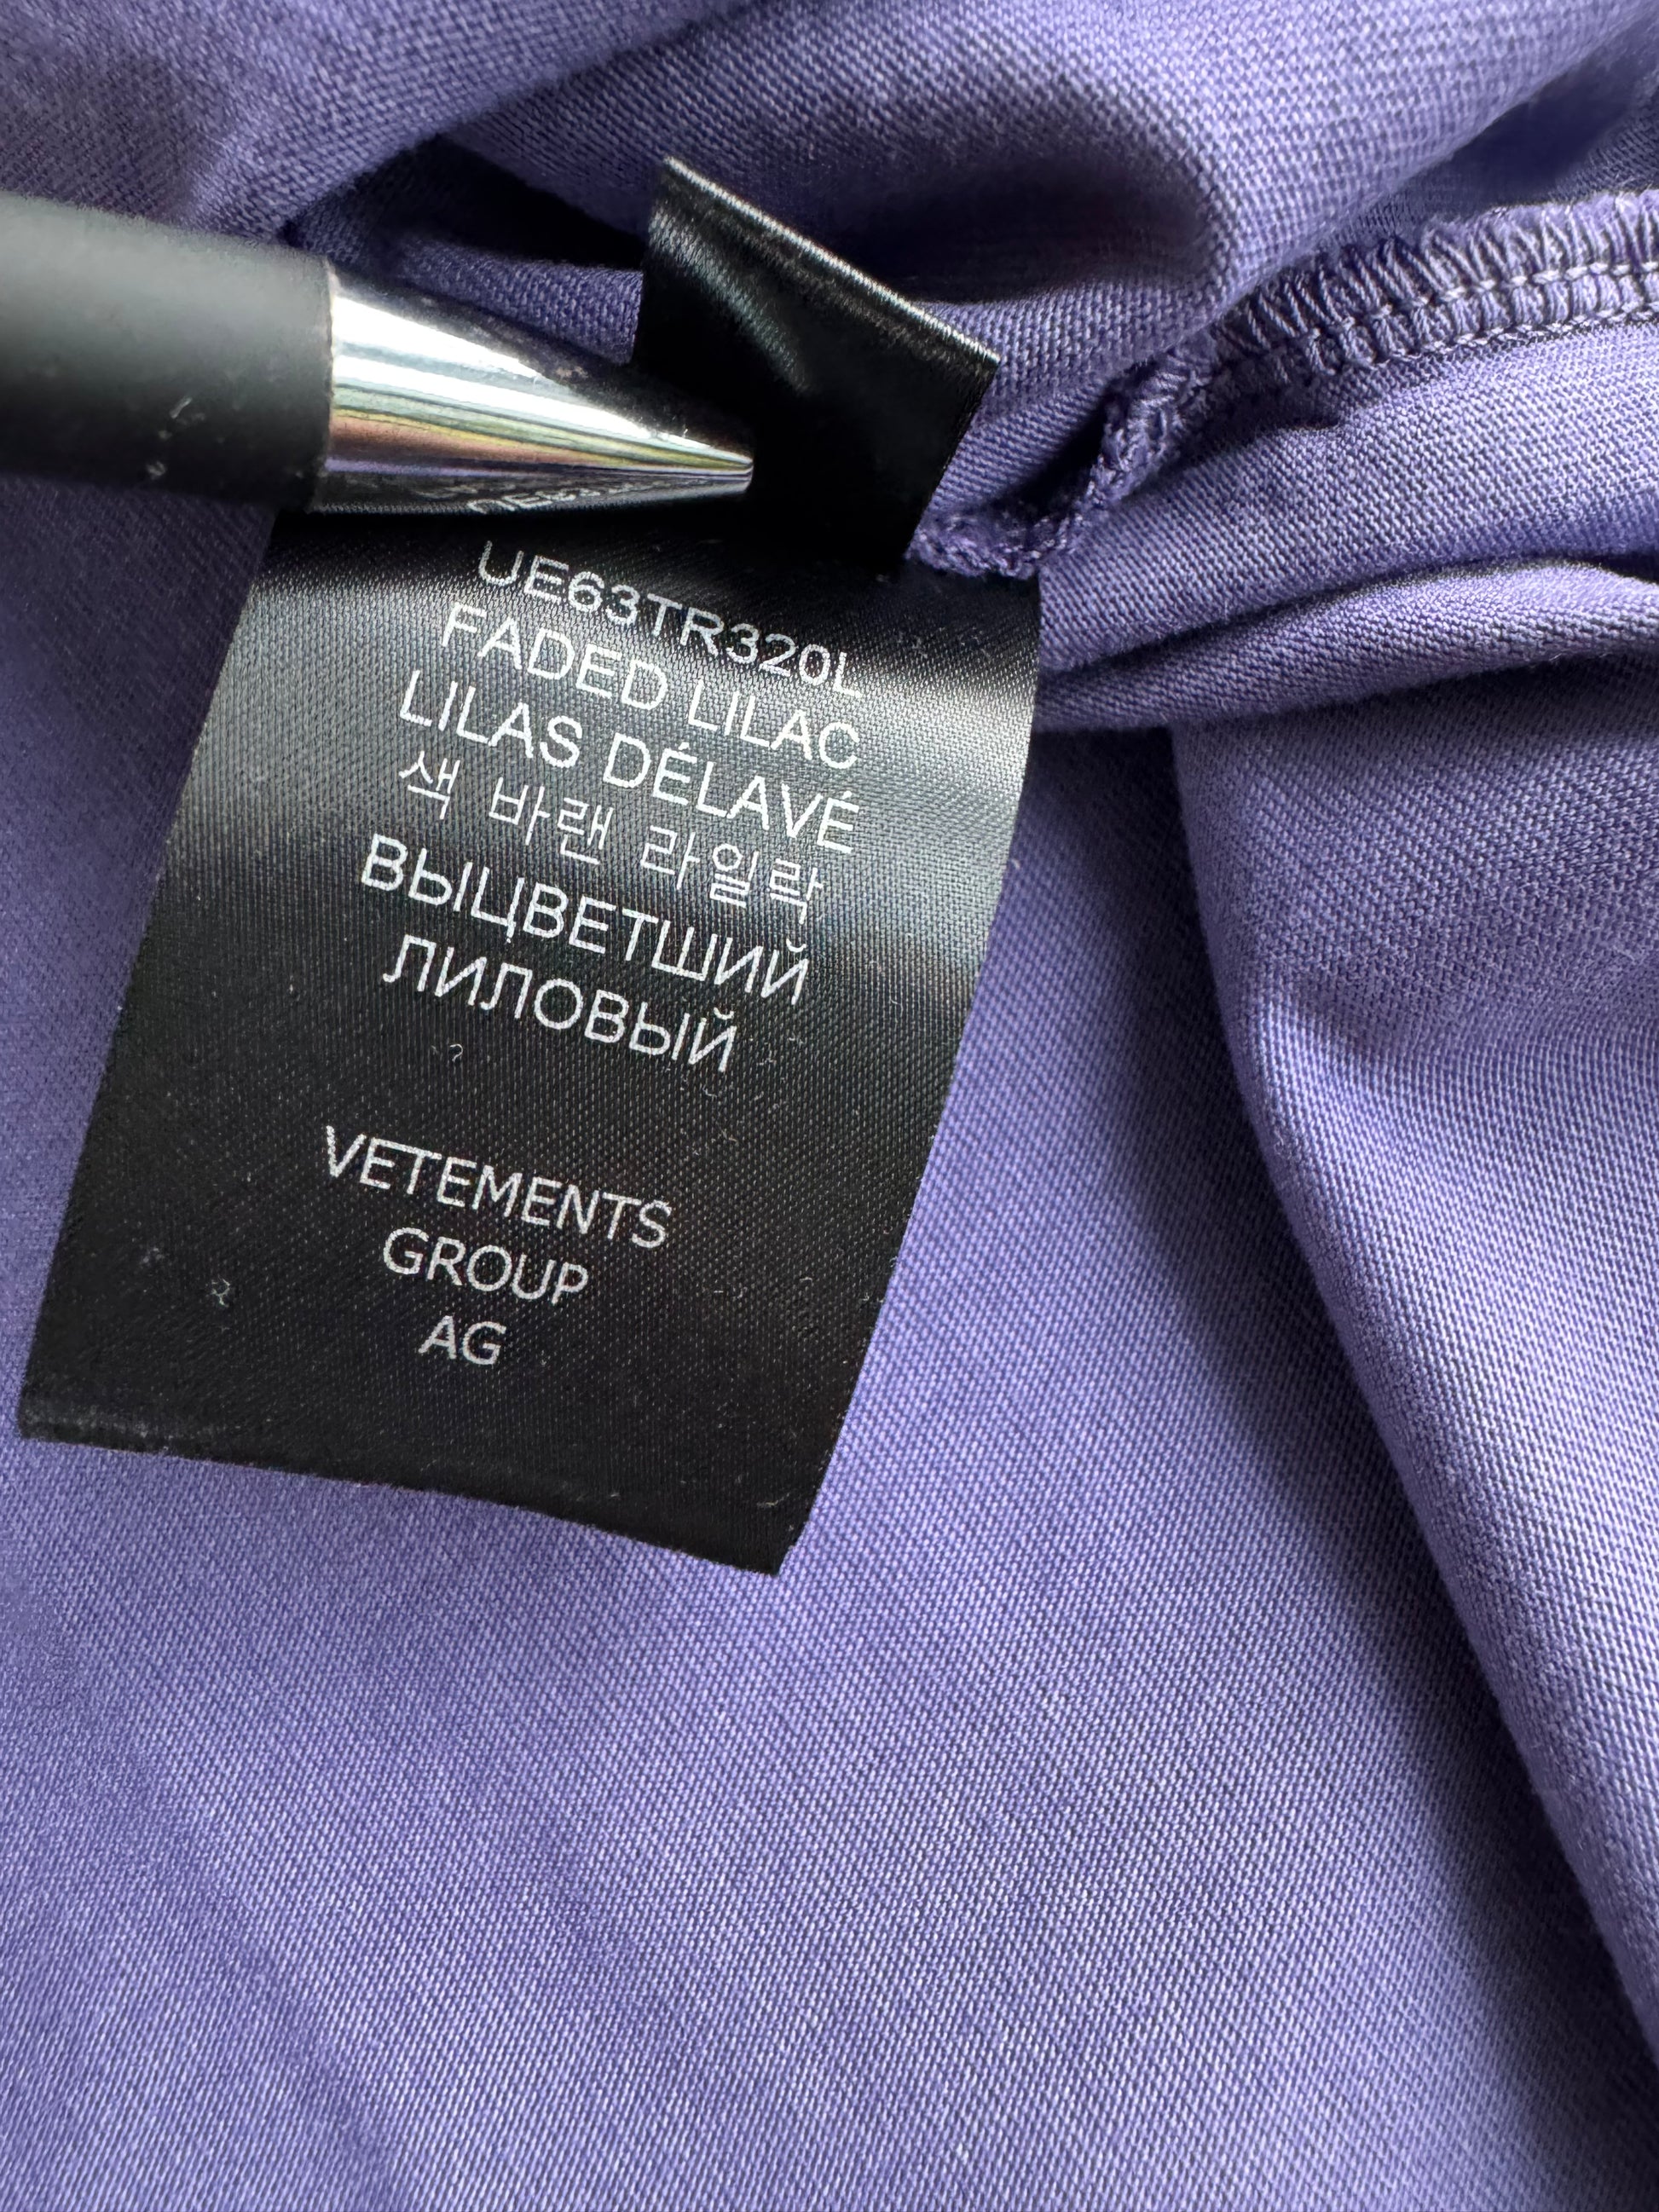 UE63TR320L
FADED LILAC
LILAS DÉLAVÉ
색 바랜 라일락
ВЫЦВЕТШИЙ
ЛИЛОВЫЙ
VETEMENTS
GROUP
AG